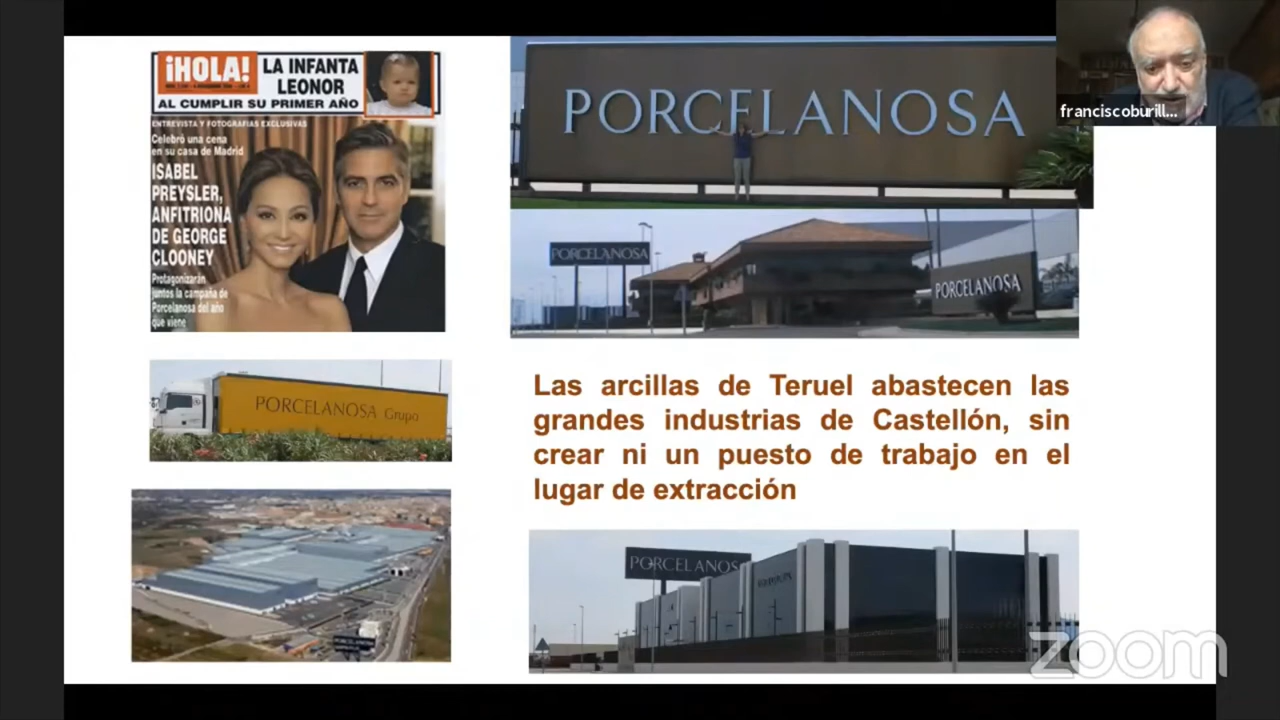 ¡HOLA!
LA INFANTA
LEONOR
AL CUMPLIR SU PRIMER AÑO
ENTREVISTA Y FOTOGRAFIAS EXCLUSIVAS
Celebró una cena
en su casa de Madrid
ISABEL
PREYSLER,
ANFITRIONA
DE GEORGE
CLOONEY
Protagonizarán
juntos la campaña de
Porcelanosa del año
que viene
PORCELANOSA
franciscoburill...
PORCELANOSA
PORCELANOSA
PORCELANOSA Grupo
Las arcillas de Teruel abastecen las
grandes industrias de Castellón, sin
crear ni un puesto de trabajo en el
lugar de extracción
PORCELANOSA
PORCELANOS
zoom